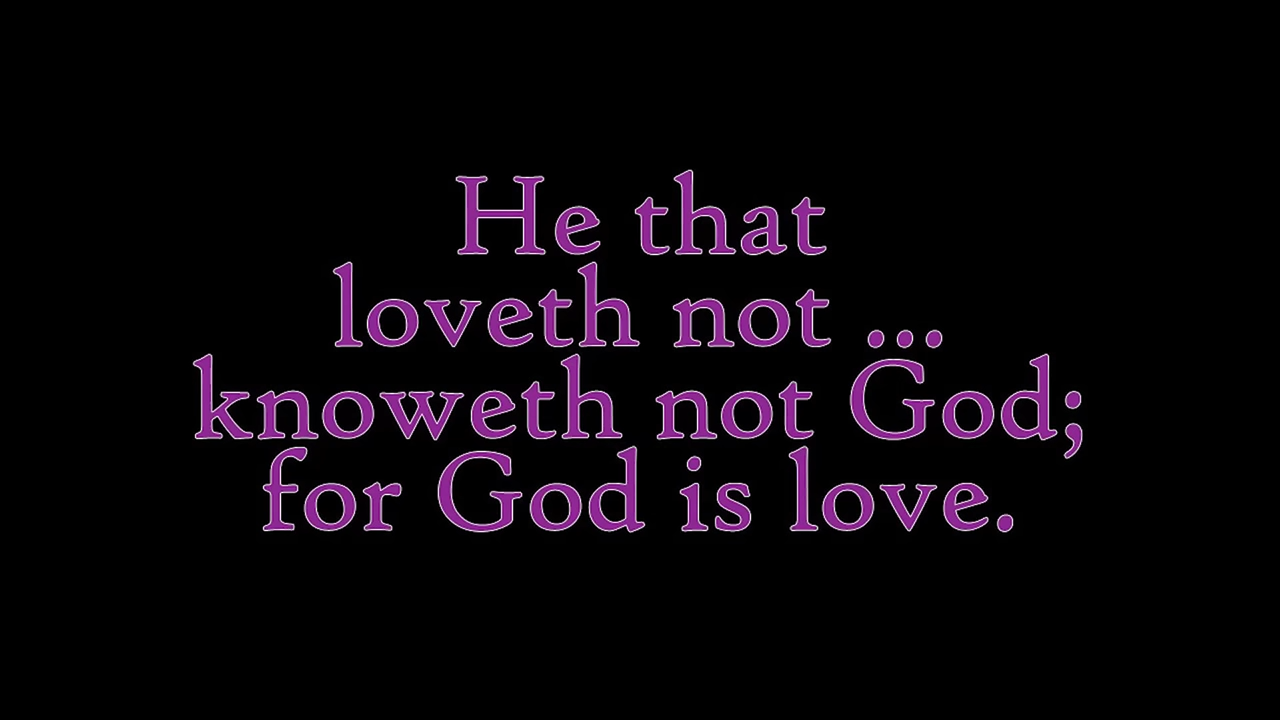 He that
loveth not ...
knoweth not God;
for God is love.